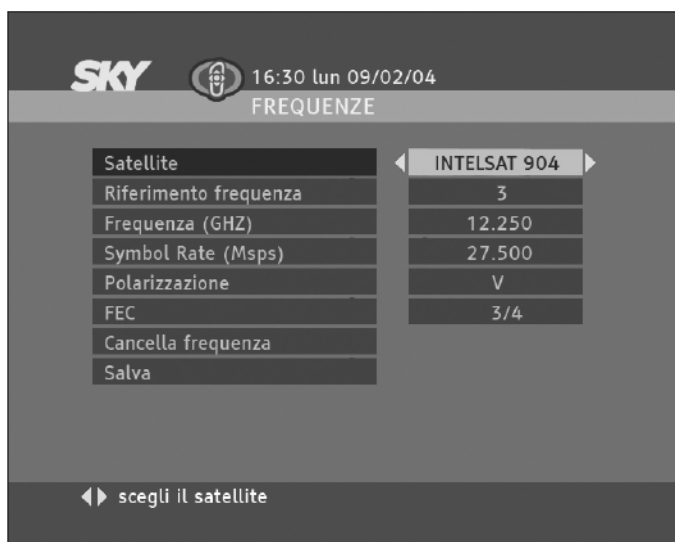 SKY 16:30 lun 09/02/04
FREQUENZE
Satellite INTELSAT 904
Riferimento frequenza 3
Frequenza (GHZ) 12.250
Symbol Rate (Msps) 27.500
Polarizzazione V
FEC 3/4
Cancella frequenza
Salva
scegli il satellite